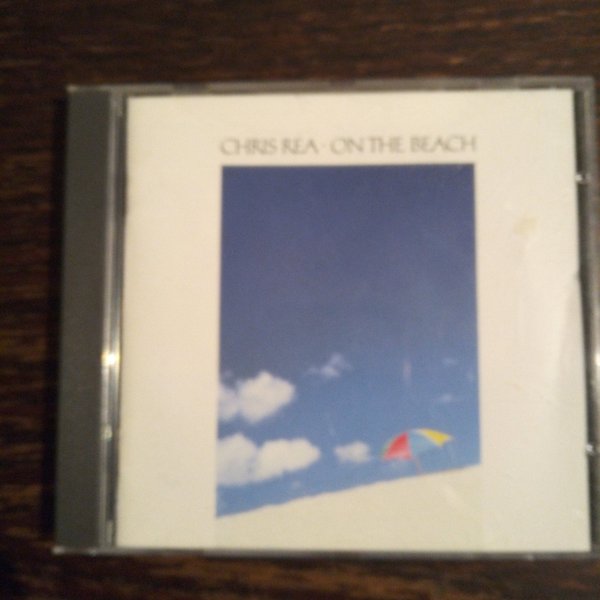 CHRIS REA · ON THE BEACH